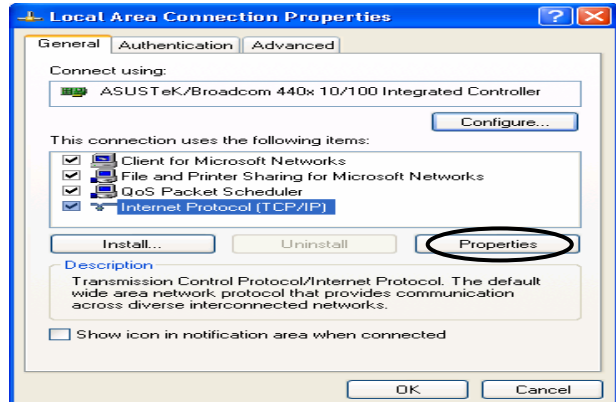 Local Area Connection Properties
General Authentication Advanced
Connect using:
ASUSTeK/Broadcom 440x 10/100 Integrated Controller
Configure...
This connection uses the following items:
Client for Microsoft Networks
File and Printer Sharing for Microsoft Networks
QoS Packet Scheduler
Internet Protocol (TCP/IP)
Install... Uninstall Properties
Description
Transmission Control Protocol/Internet Protocol. The default
wide area network protocol that provides communication
across diverse interconnected networks.
Show icon in notification area when connected
OK Cancel